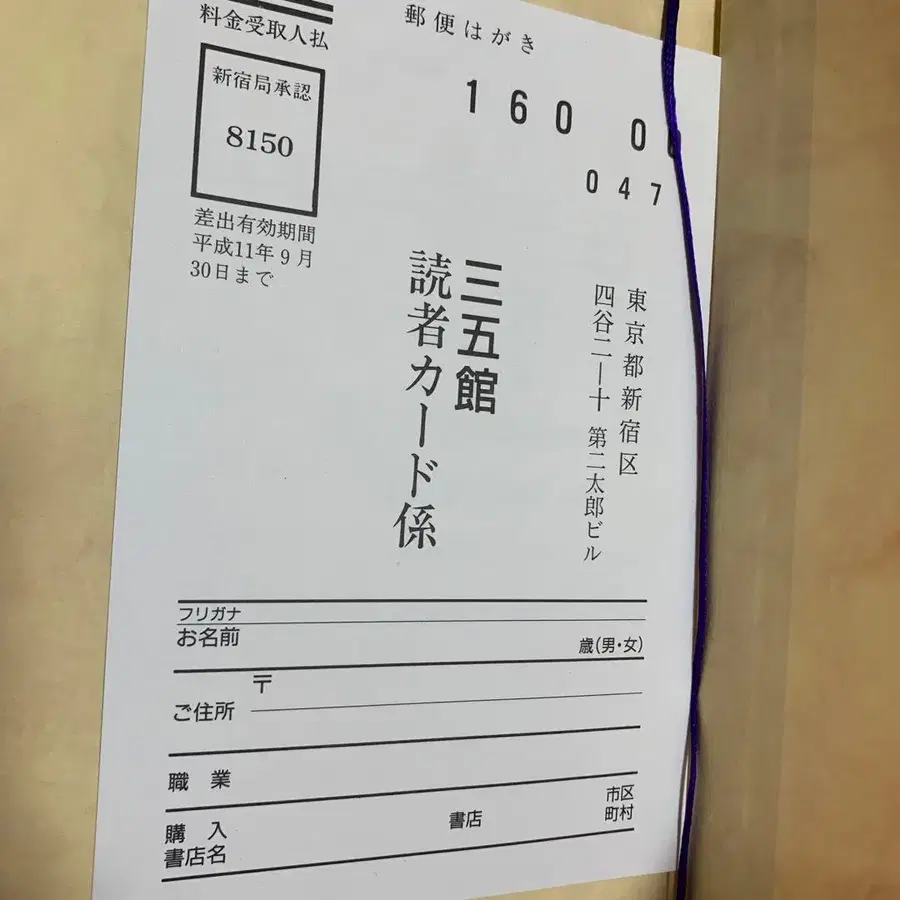 郵便はがき
料金受取人払
新宿局承認
8150
差出有効期間
平成11年9月
30日まで
160 0
047
東京都新宿区
四谷二―十 第二太郎ビル
三五館
読者カード係
フリガナ
お名前
歳(男・女)
〒
ご住所
職業
購入
書店名
書店
市区
町村